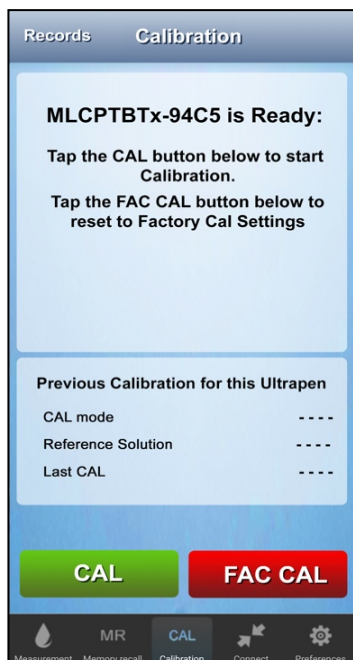 Records Calibration
MLCPTBTx-94C5 is Ready:
Tap the CAL button below to start
Calibration.
Tap the FAC CAL button below to
reset to Factory Cal Settings
Previous Calibration for this Ultrapen
CAL mode - - - -
Reference Solution - - - -
Last CAL - - - -
CAL FAC CAL
MR CAL
Measurement Memory recall Calibration Connect Preferences